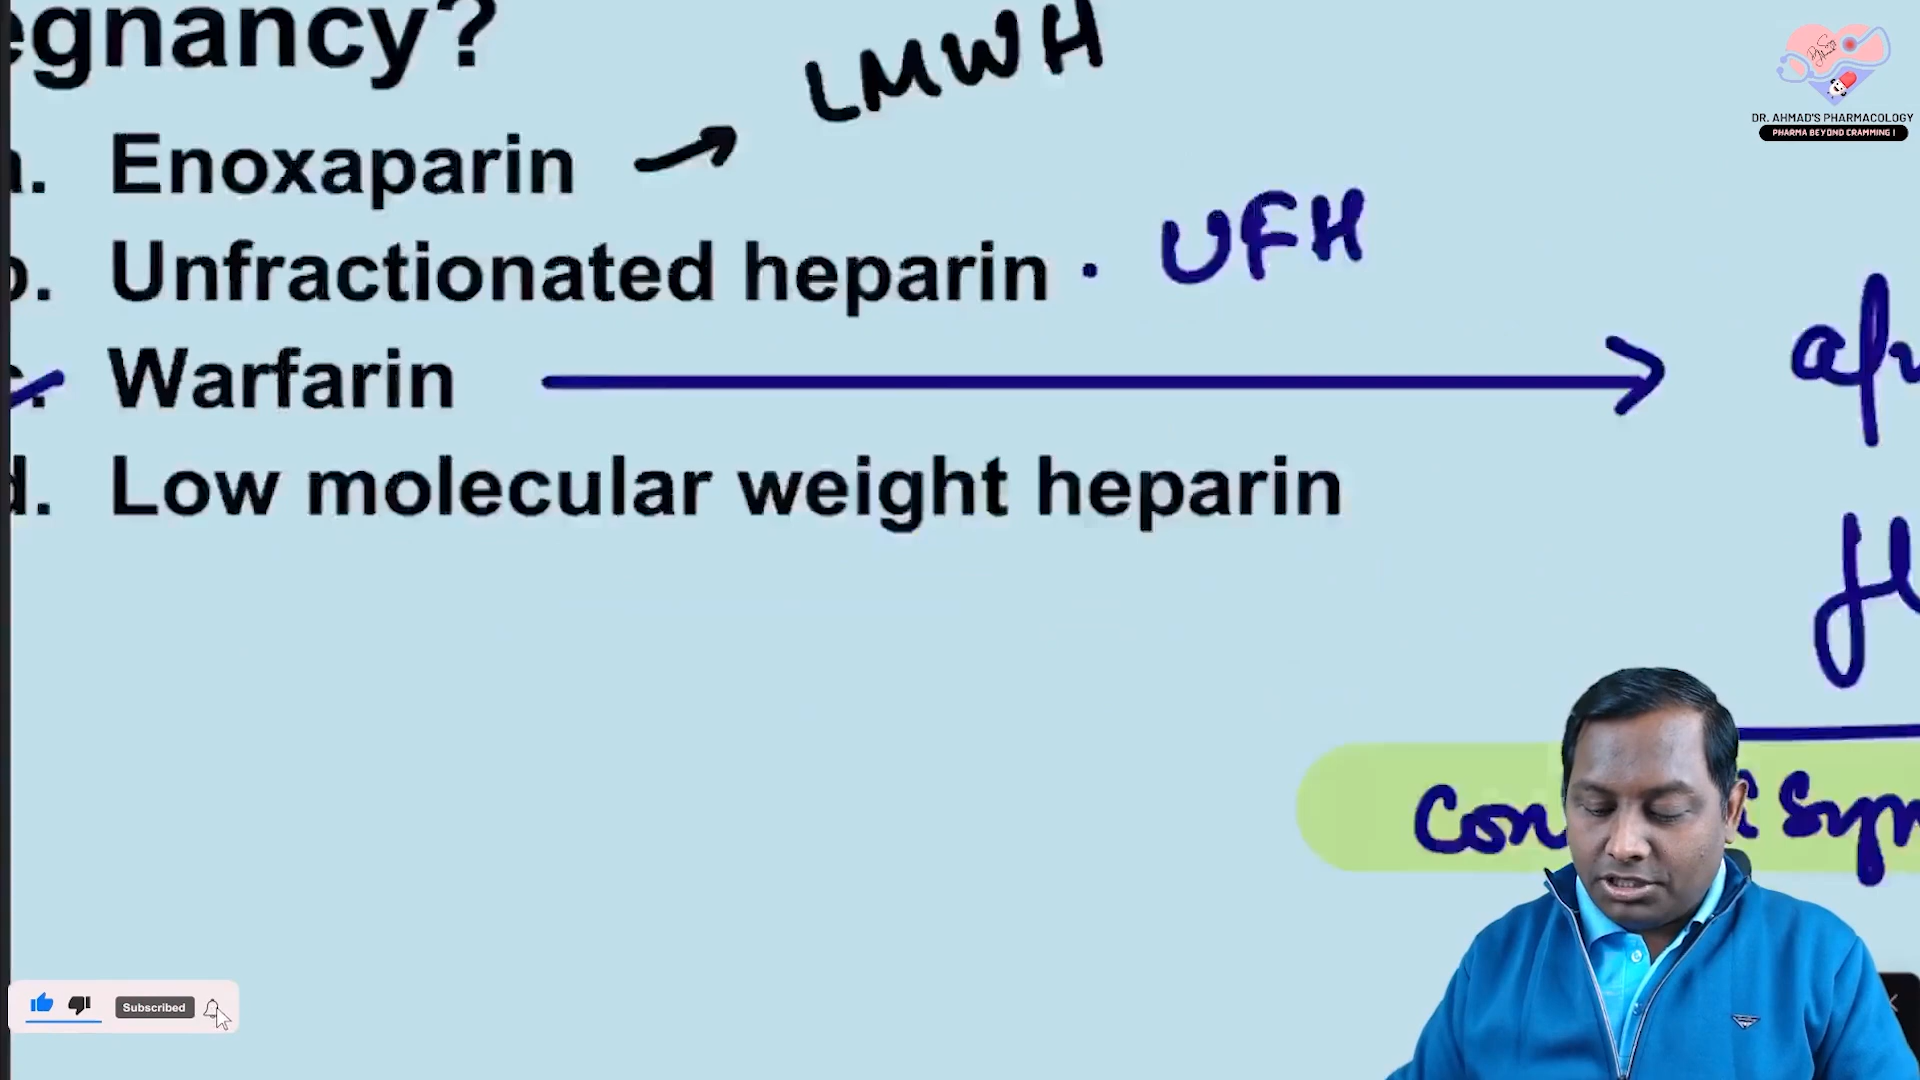 egnancy?
LMWH
Enoxaparin
b. Unfractionated heparin . UFH
Warfarin
d. Low molecular weight heparin
DR. AHMAD'S PHARMACOLOGY
PHARMA BEYOND CRAMMING !
Subscribed